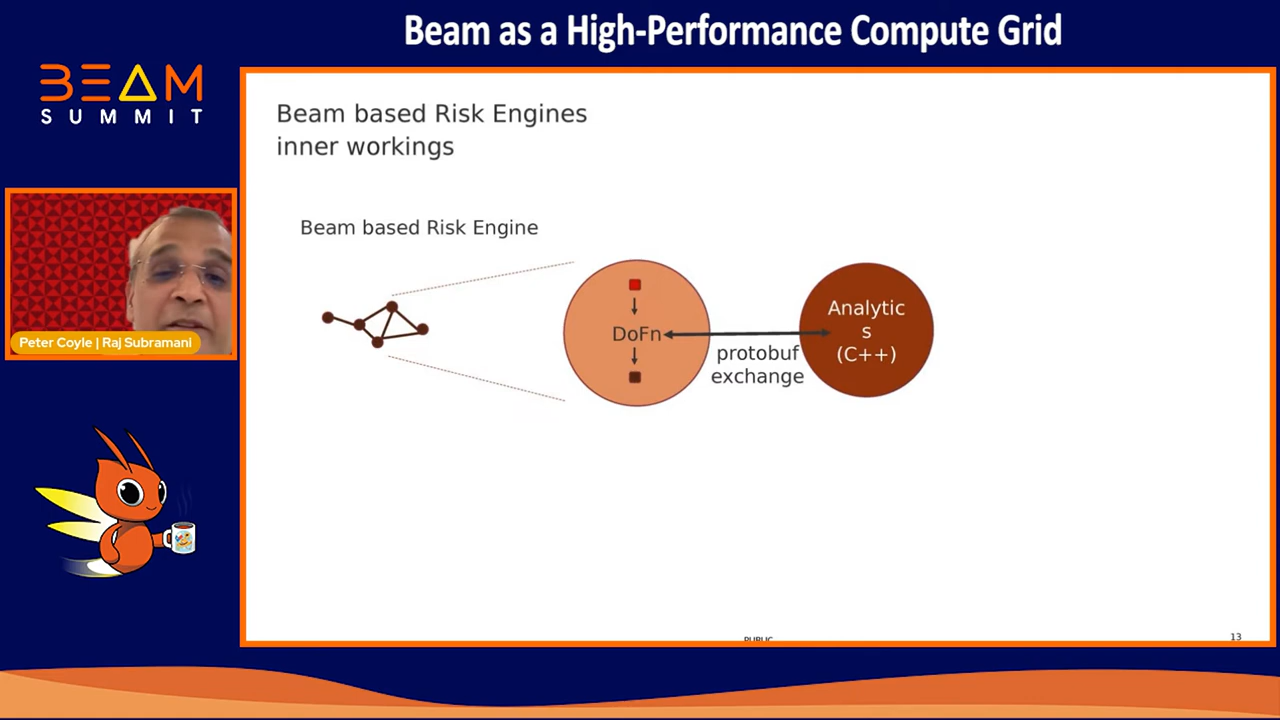 Beam as a High-Performance Compute Grid
BEAM
SUMMIT
Beam based Risk Engines
inner workings
Beam based Risk Engine
DoFn
protobuf
exchange
Analytic
s
(C++)
Peter Coyle | Raj Subramani
PUBLIC
13